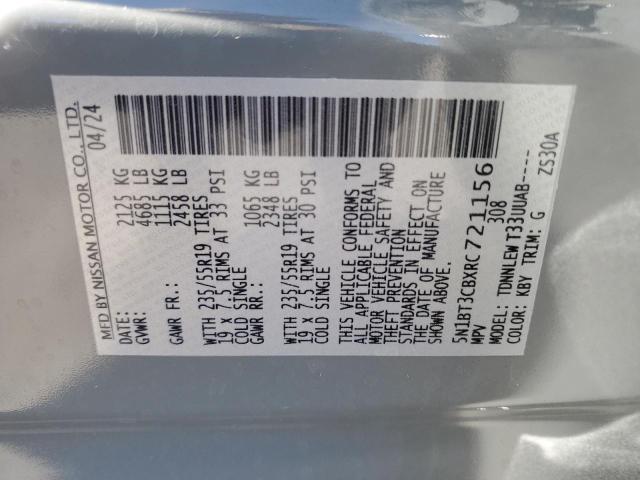 MFD BY NISSAN MOTOR CO., LTD.
DATE: 04/24
GVWR: 2125 KG
4685 LB
GAWR FR.: 1115 KG
2458 LB
WITH 235/55R19 TIRES
19 X 7.5 RIMS AT 33 PSI
COLD SINGLE
GAWR RR.: 1065 KG
2348 LB
WITH 235/55R19 TIRES
19 X 7.5 RIMS AT 30 PSI
COLD SINGLE
THIS VEHICLE CONFORMS TO
ALL APPLICABLE FEDERAL
MOTOR VEHICLE SAFETY AND
THEFT PREVENTION
STANDARDS IN EFFECT ON
THE DATE OF MANUFACTURE
SHOWN ABOVE.
5N1BT3CBXRC721156
MPV 308
MODEL: TDNNLEW T33UUAB----
COLOR: KBY TRIM: G ZS30A